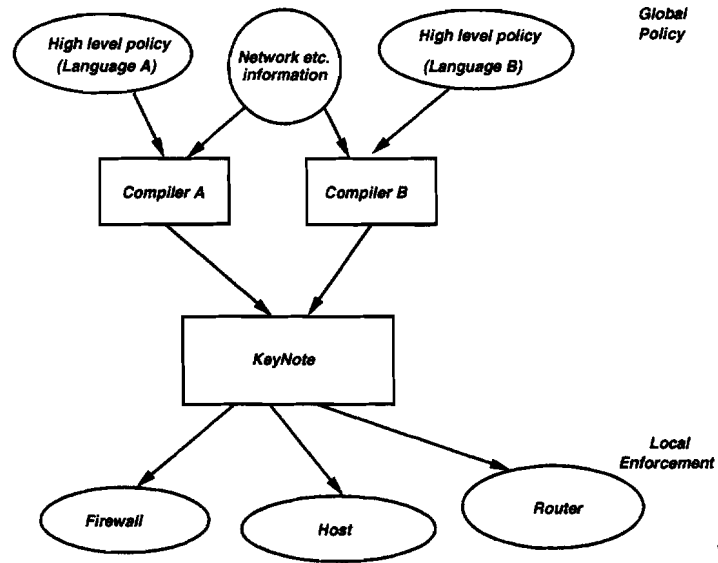 Global
Policy
High level policy
(Language A)
Network etc.
information
High level policy
(Language B)
Compiler A
Compiler B
KeyNote
Local
Enforcement
Firewall
Host
Router